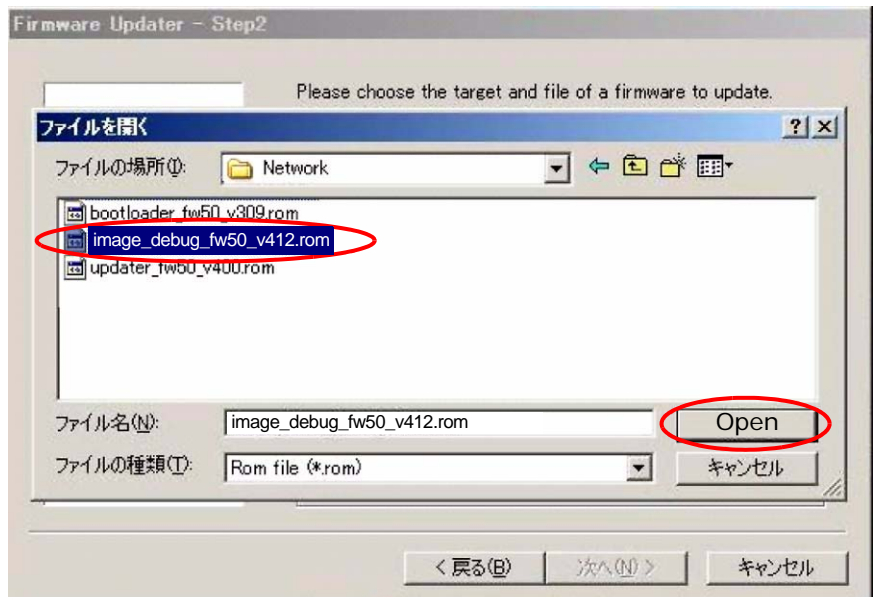 Firmware Updater - Step2
Please choose the target and file of a firmware to update.
ファイルを開く
ファイルの場所(I):
Network
bootloader_fw50_v309.rom
image_debug_fw50_v412.rom
updater_fw50_v400.rom
ファイル名(N):
image_debug_fw50_v412.rom
Open
ファイルの種類(T):
Rom file (*.rom)
キャンセル
< 戻る(B)
次へ(N) >
キャンセル